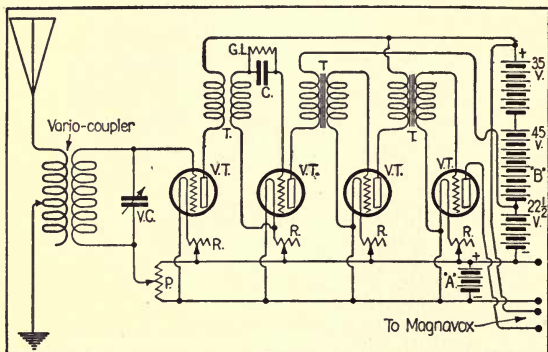 G.L.
+
35
V.
C.
T.
T.
T.
Vario-coupler
45
V.
"B"
V.T.
V.T.
V.T.
V.T.
V.C.
22½
V.
-
R.
R.
R.
R.
P.
"A"
+
-
To Magnavox